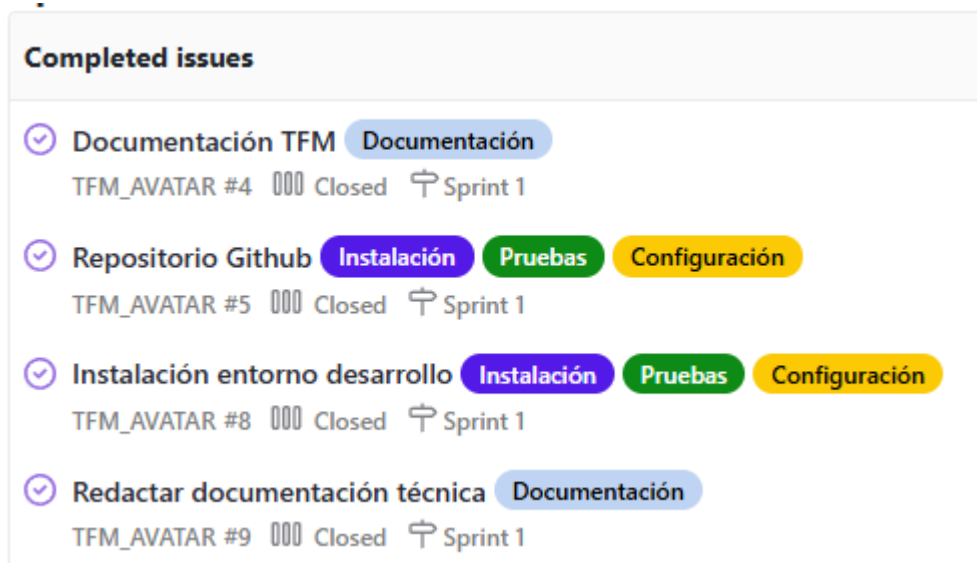 Completed issues
Documentación TFM Documentación
TFM_AVATAR #4 Closed Sprint 1
Repositorio Github Instalación Pruebas Configuración
TFM_AVATAR #5 Closed Sprint 1
Instalación entorno desarrollo Instalación Pruebas Configuración
TFM_AVATAR #8 Closed Sprint 1
Redactar documentación técnica Documentación
TFM_AVATAR #9 Closed Sprint 1